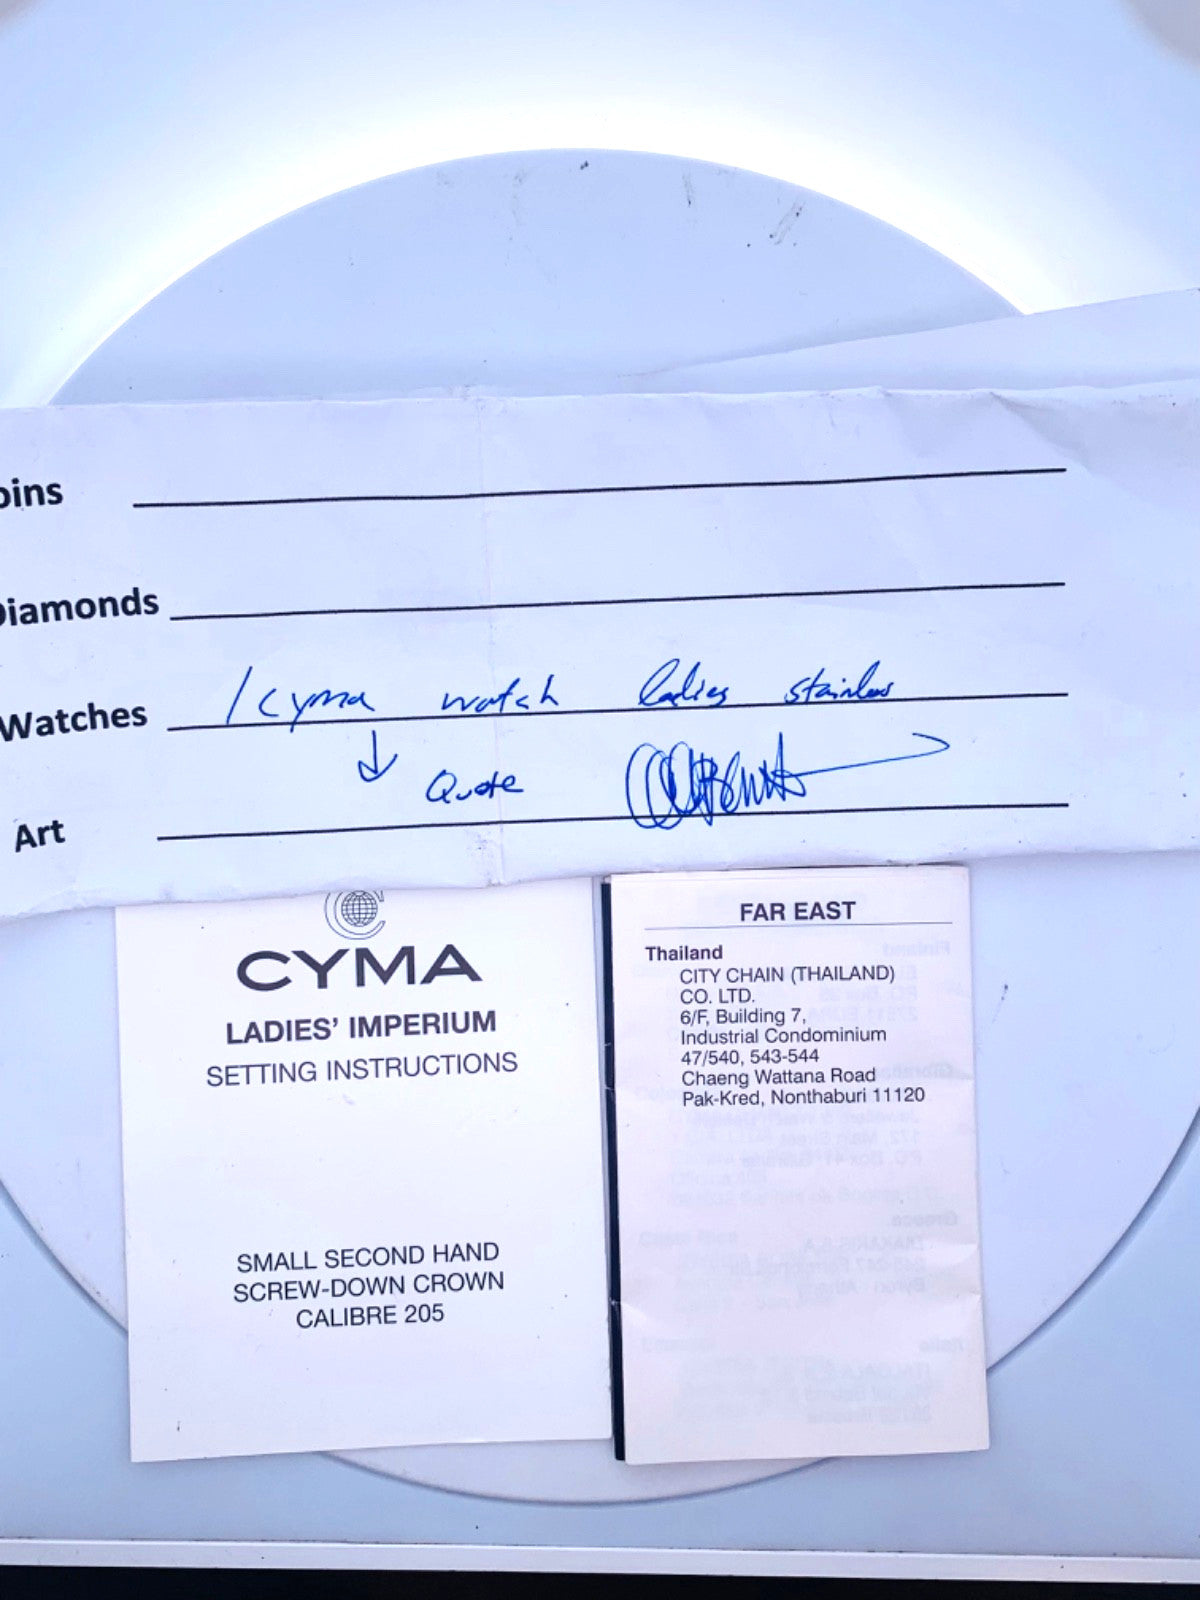 oins
Diamonds
Watches 1 cyma watch ladies stainless
↓ Quote
Art
CYMA
LADIES' IMPERIUM
SETTING INSTRUCTIONS
SMALL SECOND HAND
SCREW-DOWN CROWN
CALIBRE 205
FAR EAST
Thailand
CITY CHAIN (THAILAND)
CO. LTD.
6/F, Building 7,
Industrial Condominium
47/540, 543-544
Chaeng Wattana Road
Pak-Kred, Nonthaburi 11120